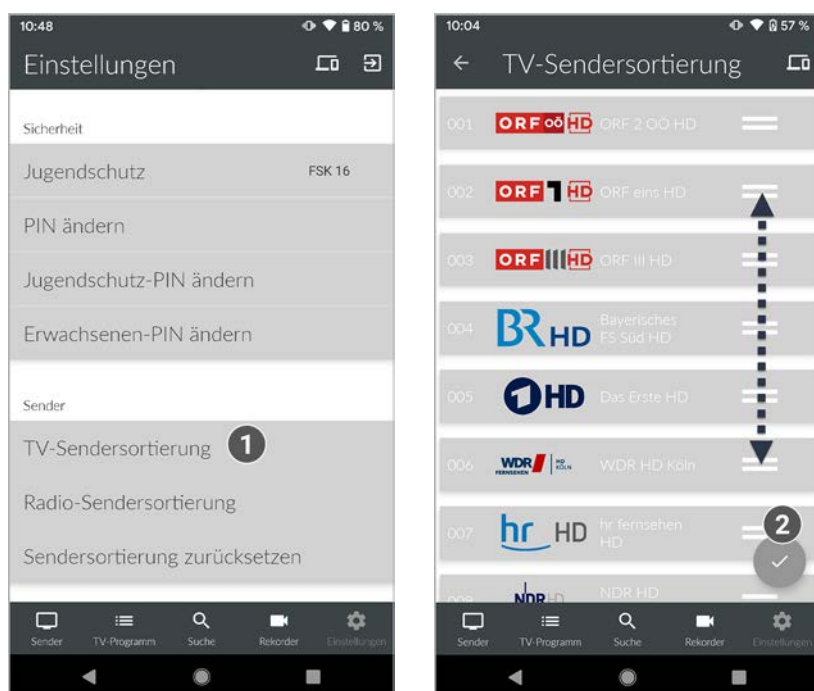 10:48 80 %
Einstellungen
Sicherheit
Jugendschutz FSK 16
PIN ändern
Jugendschutz-PIN ändern
Erwachsenen-PIN ändern
Sender
TV-Sendersortierung 1
Radio-Sendersortierung
Sendersortierung zurücksetzen
Sender TV-Programm Suche Rekorder Einstellungen
10:04 57 %
TV-Sendersortierung
001 ORF OÖ HD ORF 2 OÖ HD
002 ORF 1 HD ORF eins HD
003 ORF III HD ORF III HD
004 BR HD Bayerisches
FS Süd HD
005 1 HD Das Erste HD
006 WDR FERNSEHEN HD KÖLN WDR HD Köln
007 hr HD hr fernsehen
HD
2
008 NDR HD NDR HD
Sender TV-Programm Suche Rekorder Einstellungen